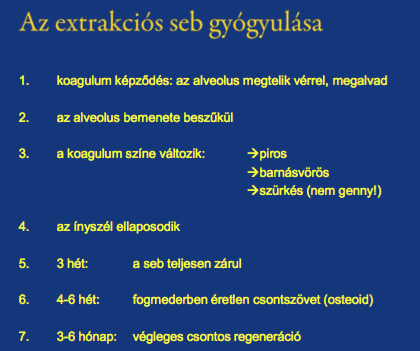 Az extrakciós seb gyógyulása
1. koagulum képződés: az alveolus megtelik vérrel, megalvad
2. az alveolus bemenete beszűkül
3. a koagulum színe változik: →piros
→barnásvörös
→szürkés (nem genny!)
4. az ínyszél ellaposodik
5. 3 hét: a seb teljesen zárul
6. 4-6 hét: fogmederben éretlen csontszövet (osteoid)
7. 3-6 hónap: végleges csontos regeneráció